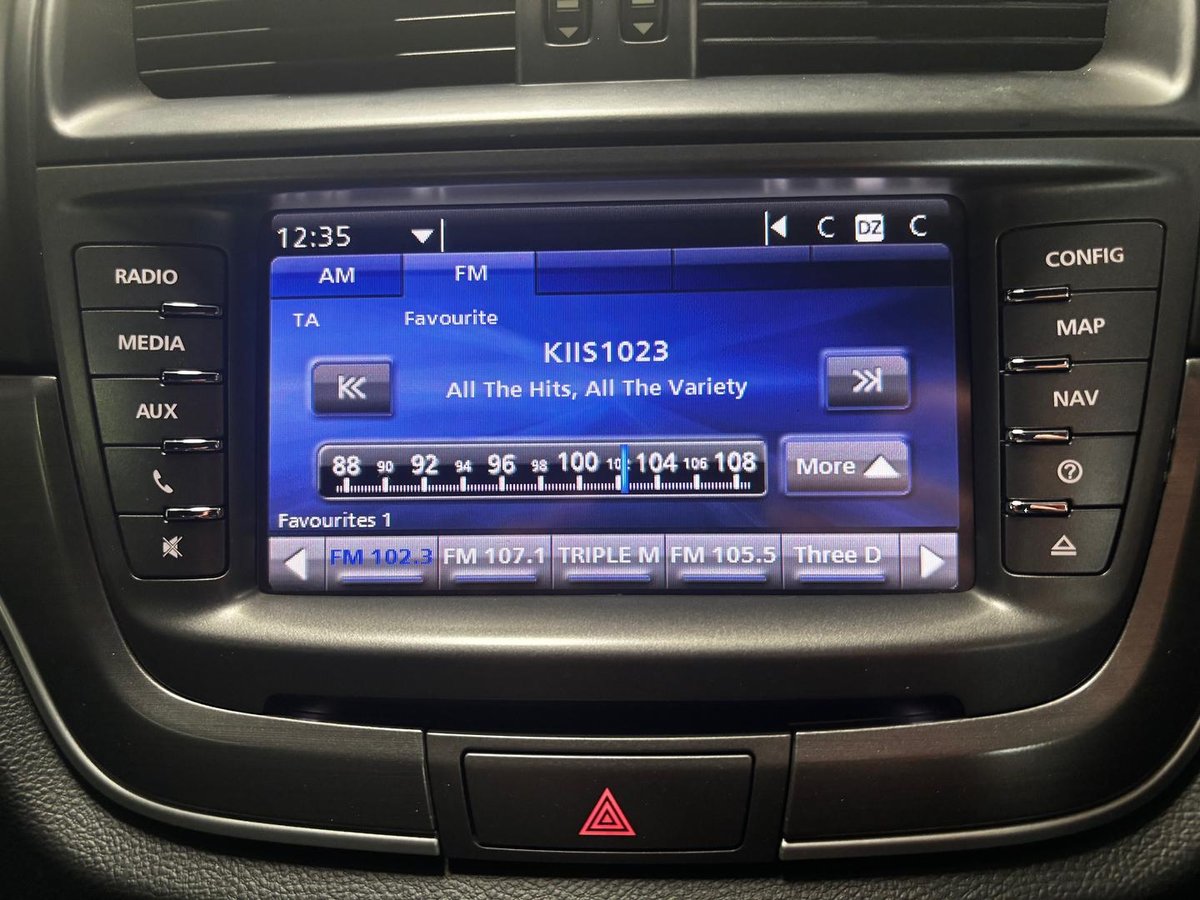 12:35 C DZ C
AM FM
TA Favourite
KIIS1023
All The Hits, All The Variety
88 90 92 94 96 98 100 104 106 108
More
Favourites 1
FM 102.3 FM 107.1 TRIPLE M FM 105.5 Three D
RADIO
MEDIA
AUX
CONFIG
MAP
NAV
?